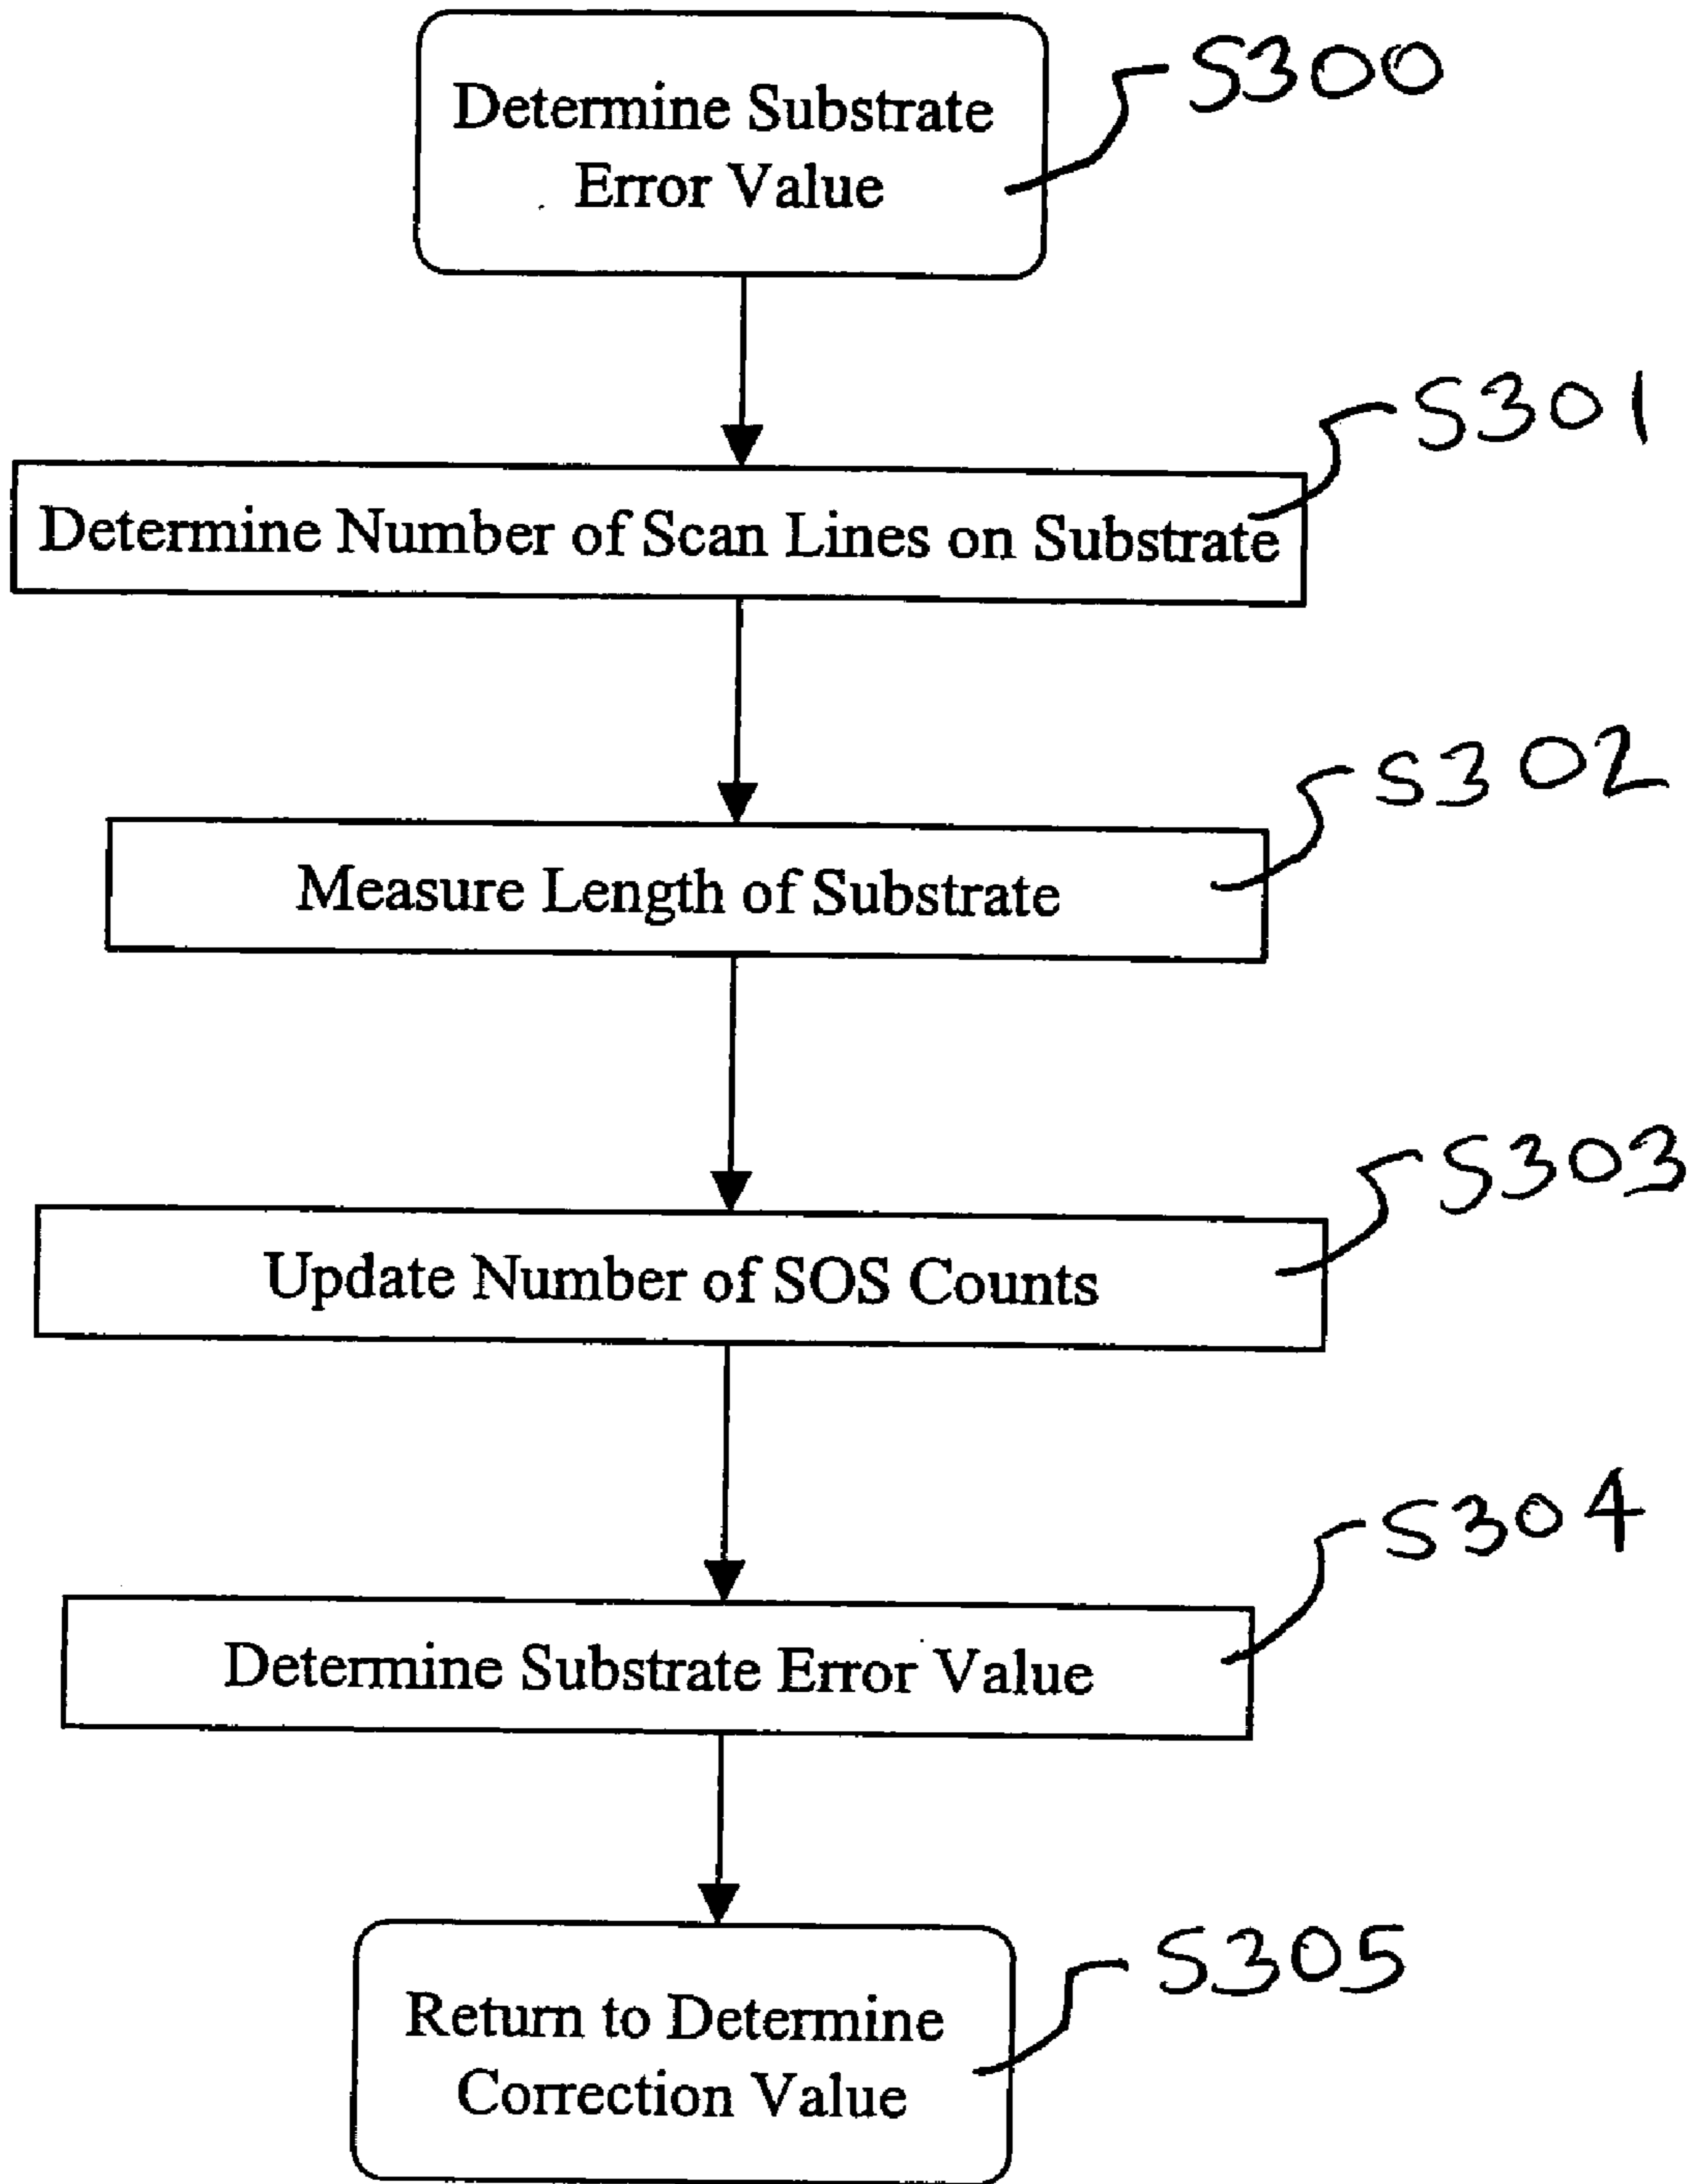 Determine Substrate
Error Value
S300
Determine Number of Scan Lines on Substrate
S301
Measure Length of Substrate
S302
Update Number of SOS Counts
S303
Determine Substrate Error Value
S304
Return to Determine
Correction Value
S305